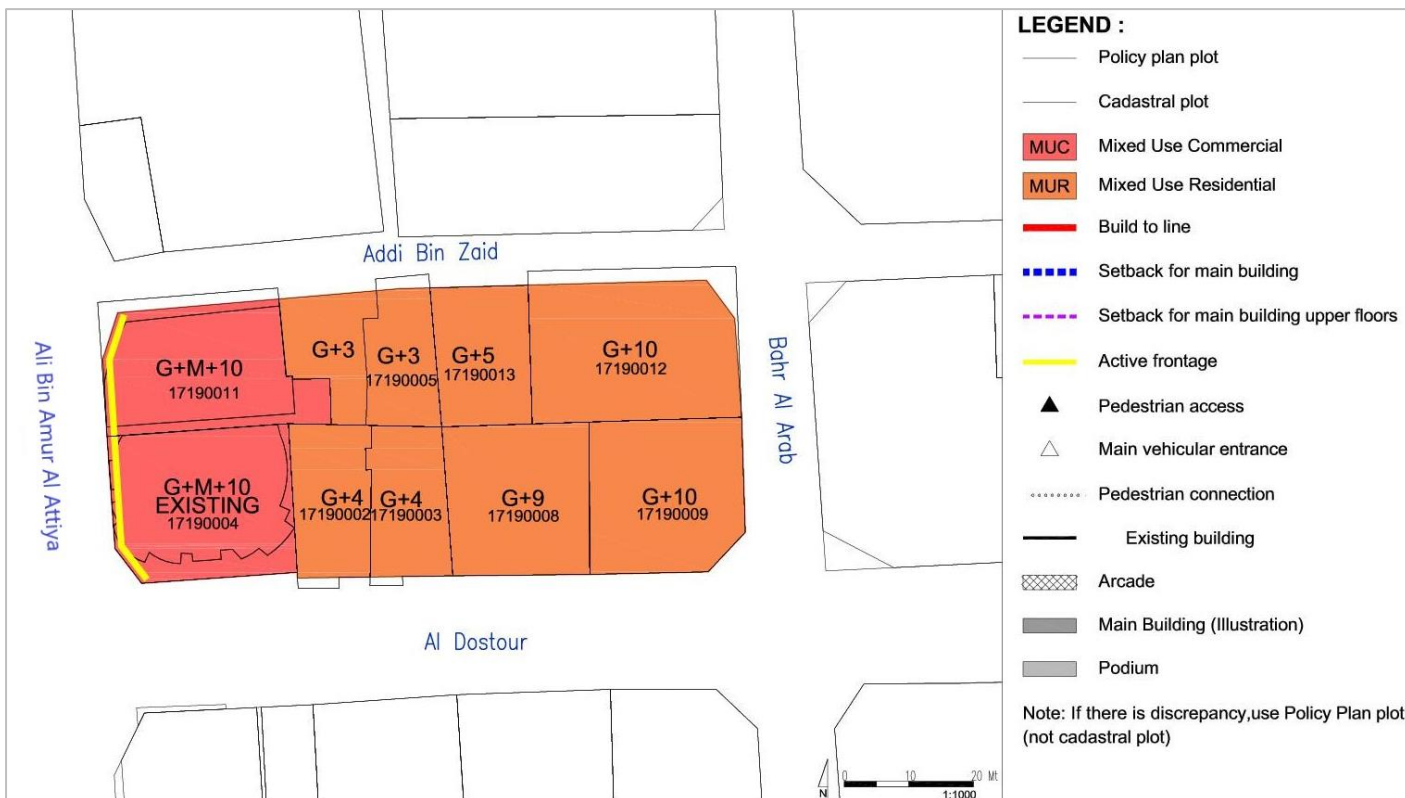 Addi Bin Zaid
Ali Bin Amur Al Attiya
Bahr Al Arab
Al Dostour
G+M+10
17190011
G+3
G+3
17190005
G+5
17190013
G+10
17190012
G+M+10
EXISTING
17190004
G+4
17190002
G+4
17190003
G+9
17190008
G+10
17190009
N
0 10 20 Mt
1:1000
LEGEND :
Policy plan plot
Cadastral plot
MUC Mixed Use Commercial
MUR Mixed Use Residential
Build to line
Setback for main building
Setback for main building upper floors
Active frontage
Pedestrian access
Main vehicular entrance
Pedestrian connection
Existing building
Arcade
Main Building (Illustration)
Podium
Note: If there is discrepancy,use Policy Plan plot
(not cadastral plot)